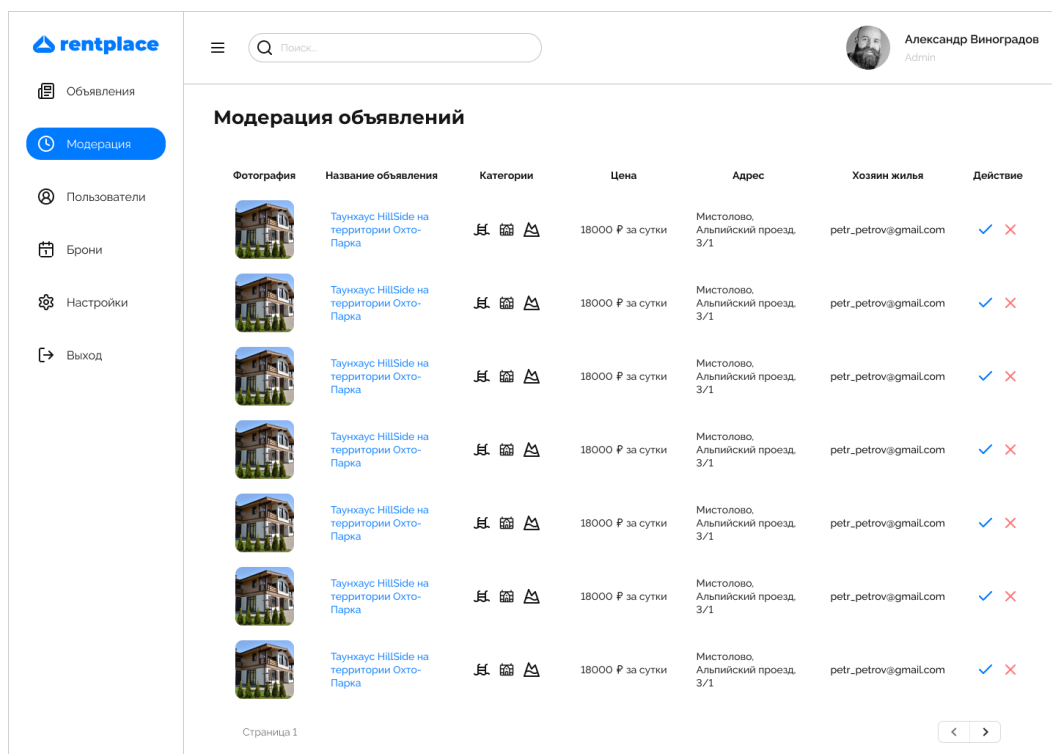 rentplace
Поиск...
Александр Виноградов
Admin
Объявления
Модерация
Пользователи
Брони
Настройки
Выход
Модерация объявлений
Фотография Название объявления Категории Цена Адрес Хозяин жилья Действие
Таунхаус HillSide на
территории Охто-
Парка
18000 ₽ за сутки
Мистолово,
Альпийский проезд,
3/1
petr_petrov@gmail.com
Таунхаус HillSide на
территории Охто-
Парка
18000 ₽ за сутки
Мистолово,
Альпийский проезд,
3/1
petr_petrov@gmail.com
Таунхаус HillSide на
территории Охто-
Парка
18000 ₽ за сутки
Мистолово,
Альпийский проезд,
3/1
petr_petrov@gmail.com
Таунхаус HillSide на
территории Охто-
Парка
18000 ₽ за сутки
Мистолово,
Альпийский проезд,
3/1
petr_petrov@gmail.com
Таунхаус HillSide на
территории Охто-
Парка
18000 ₽ за сутки
Мистолово,
Альпийский проезд,
3/1
petr_petrov@gmail.com
Таунхаус HillSide на
территории Охто-
Парка
18000 ₽ за сутки
Мистолово,
Альпийский проезд,
3/1
petr_petrov@gmail.com
Таунхаус HillSide на
территории Охто-
Парка
18000 ₽ за сутки
Мистолово,
Альпийский проезд,
3/1
petr_petrov@gmail.com
Страница 1